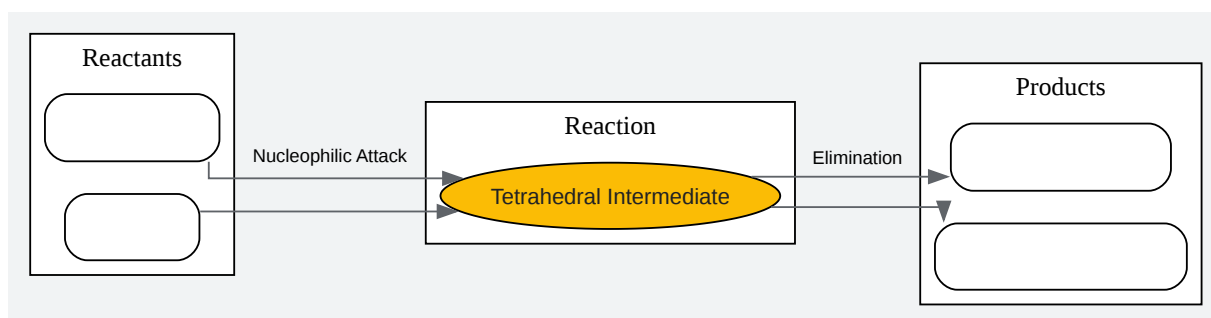 Reactants
Nucleophilic Attack
Reaction
Tetrahedral Intermediate
Elimination
Products